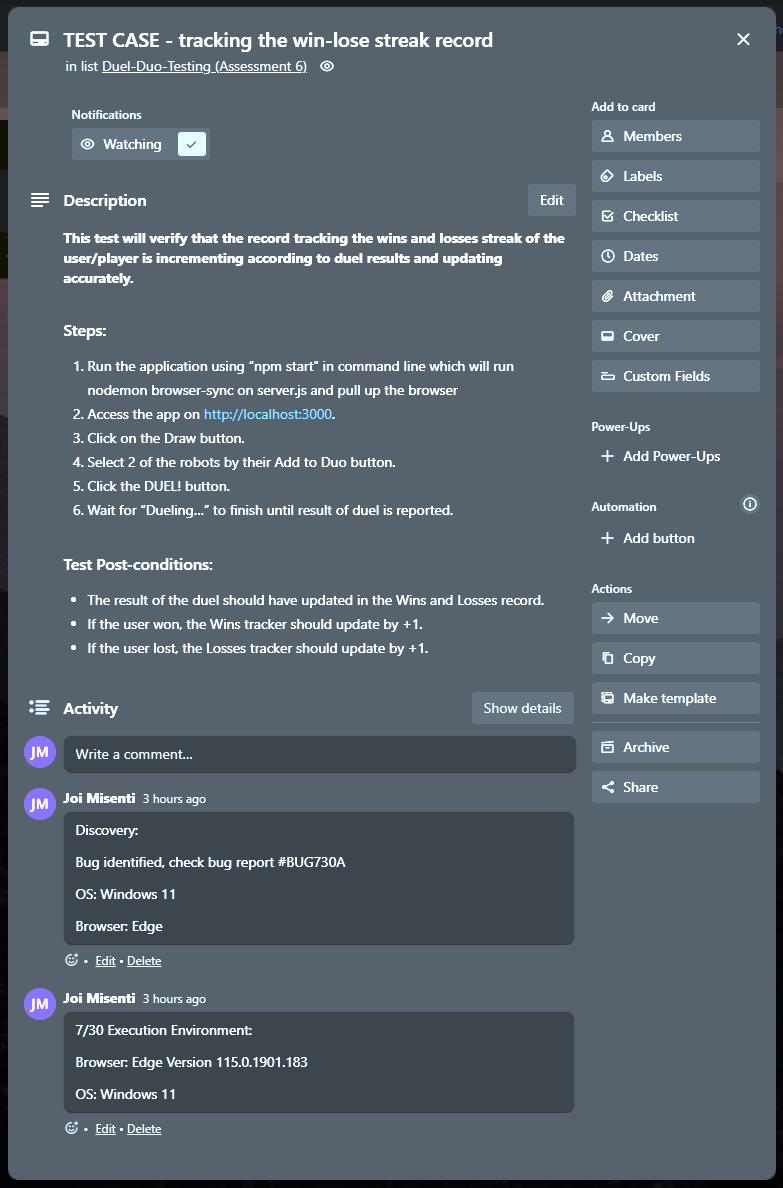 TEST CASE - tracking the win-lose streak record
in list Duel-Duo-Testing (Assessment 6)
Notifications
Watching
Description
Edit
This test will verify that the record tracking the wins and losses streak of the
user/player is incrementing according to duel results and updating
accurately.
Steps:
1. Run the application using “npm start” in command line which will run
nodemon browser-sync on server.js and pull up the browser
2. Access the app on http://localhost:3000.
3. Click on the Draw button.
4. Select 2 of the robots by their Add to Duo button.
5. Click the DUEL! button.
6. Wait for “Dueling...” to finish until result of duel is reported.
Test Post-conditions:
• The result of the duel should have updated in the Wins and Losses record.
• If the user won, the Wins tracker should update by +1.
• If the user lost, the Losses tracker should update by +1.
Activity
Show details
JM
Write a comment...
JM
Joi Misenti 3 hours ago
Discovery:
Bug identified, check bug report #BUG730A
OS: Windows 11
Browser: Edge
• Edit • Delete
JM
Joi Misenti 3 hours ago
7/30 Execution Environment:
Browser: Edge Version 115.0.1901.183
OS: Windows 11
• Edit • Delete
Add to card
Members
Labels
Checklist
Dates
Attachment
Cover
Custom Fields
Power-Ups
Add Power-Ups
Automation
Add button
Actions
Move
Copy
Make template
Archive
Share